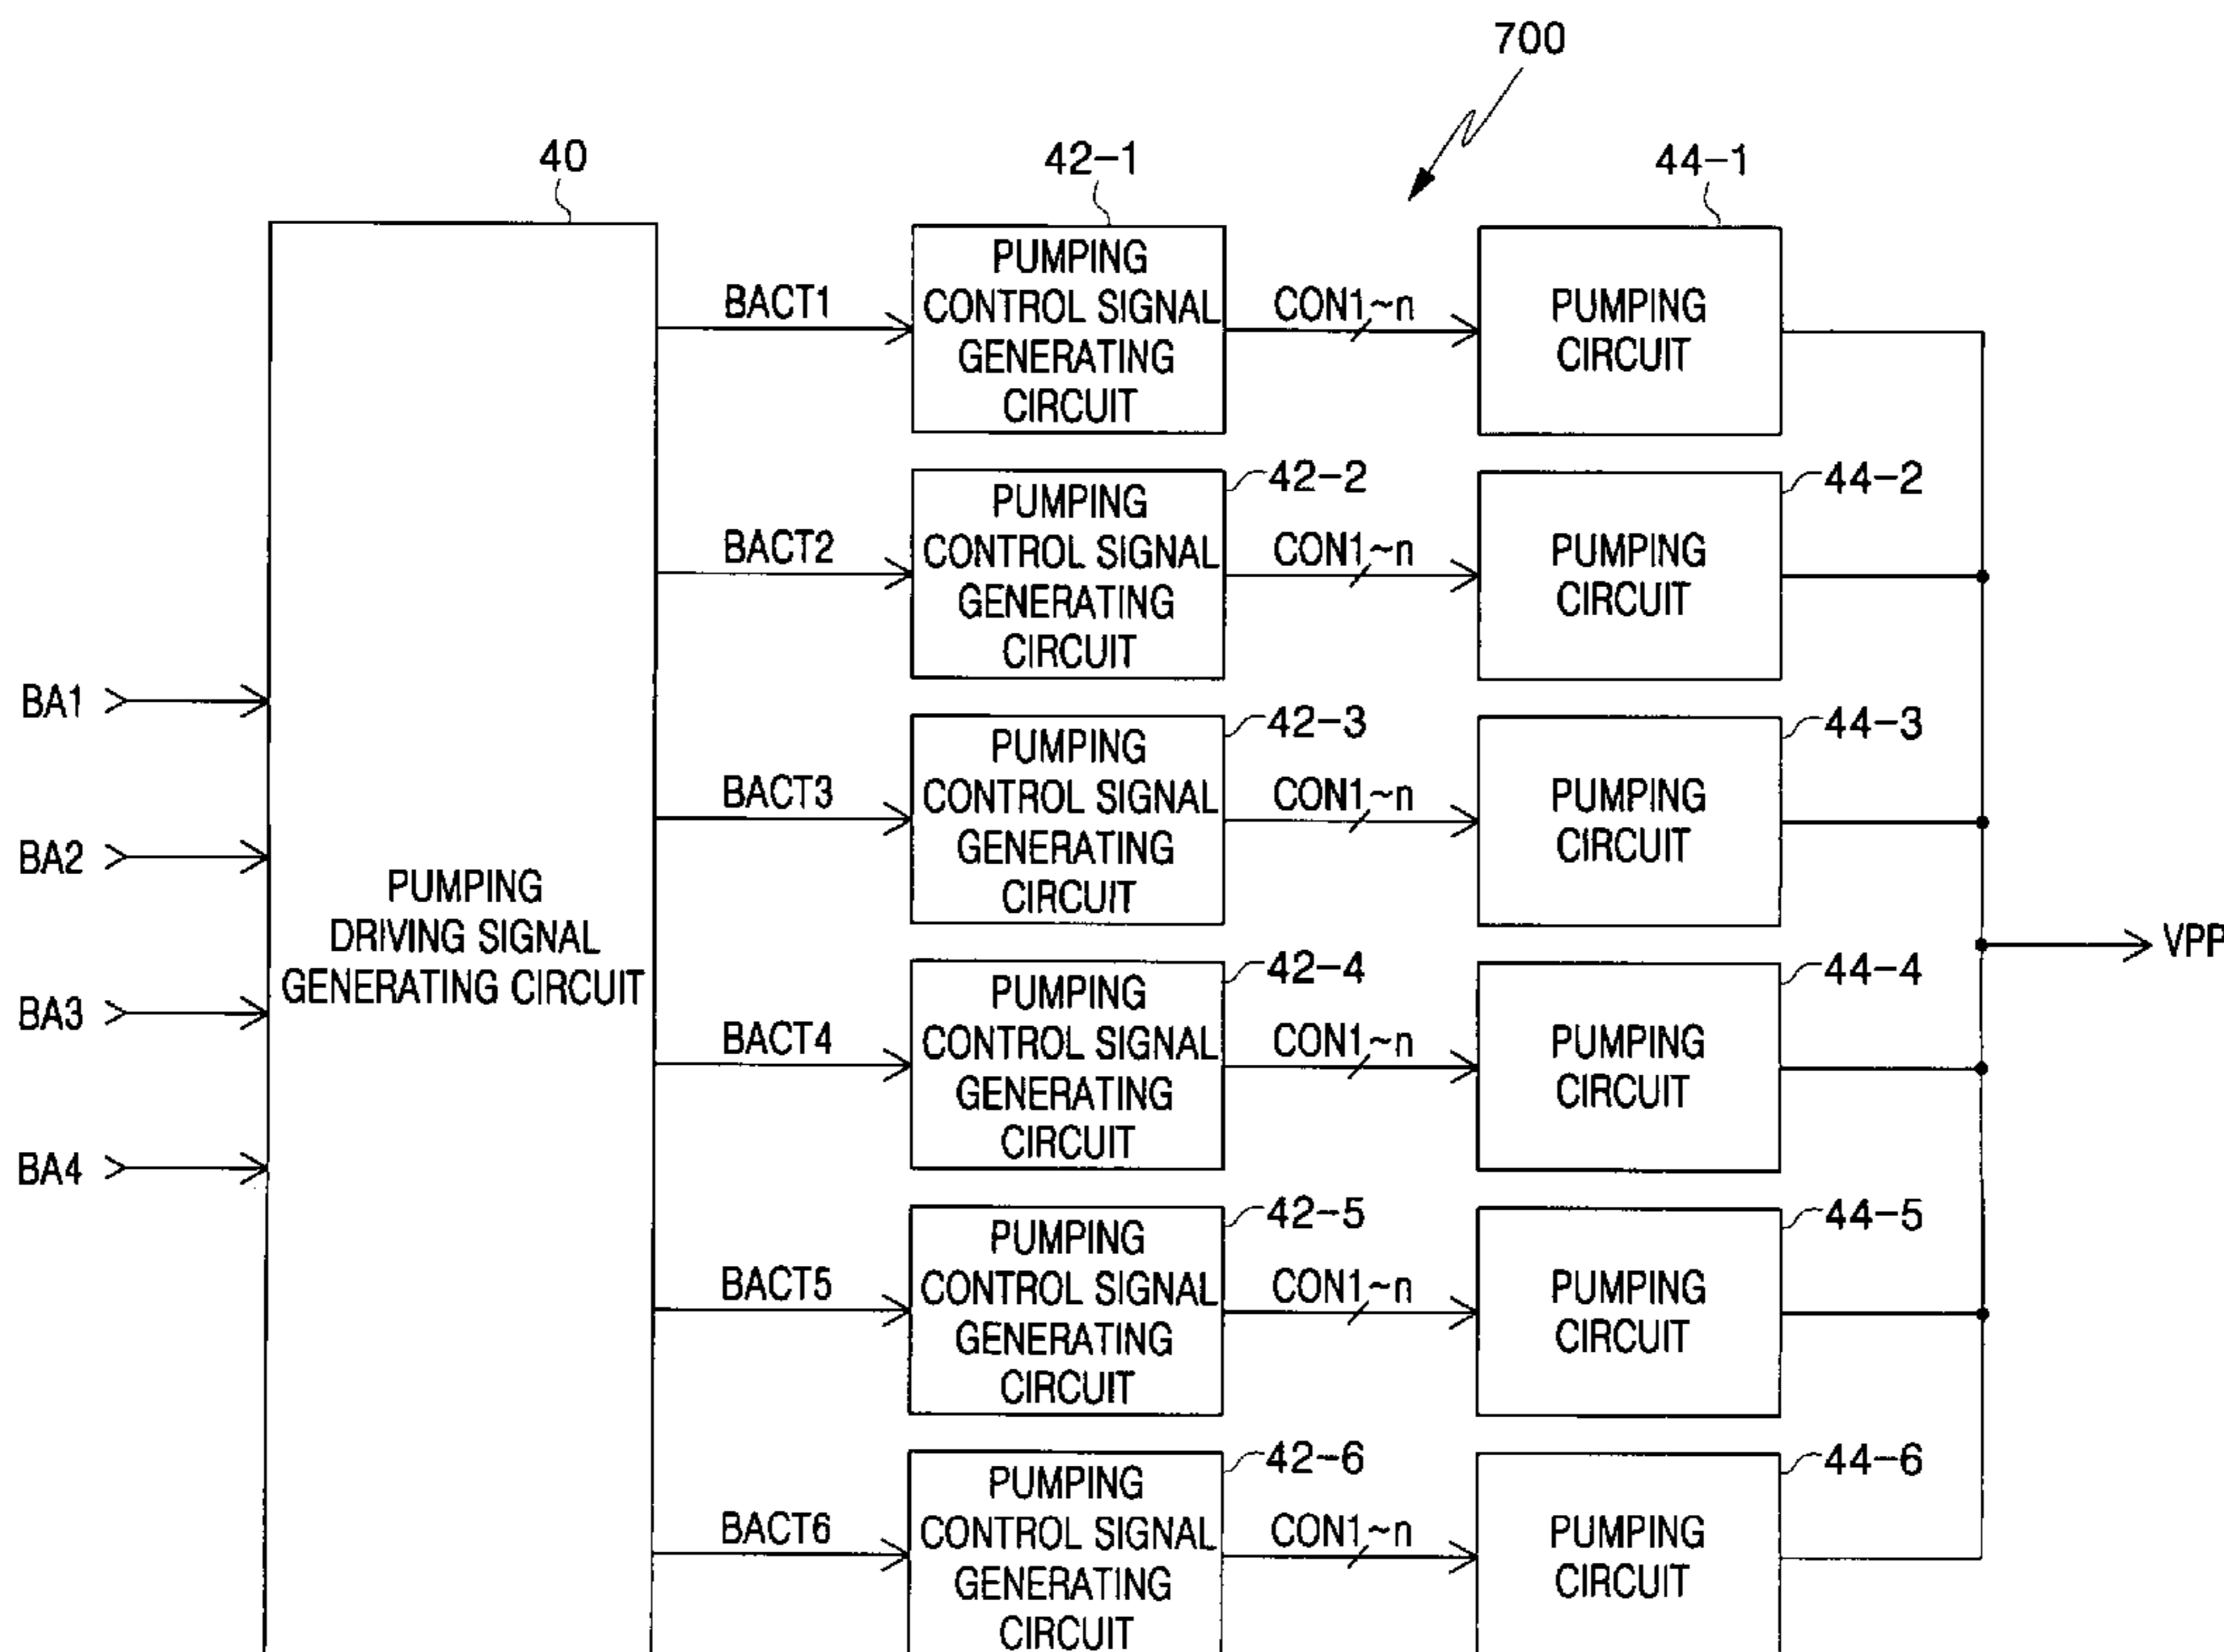 700
40
42-1
44-1
PUMPING
CONTROL SIGNAL
GENERATING
CIRCUIT
BACT1
CON1~n
PUMPING
CIRCUIT
42-2
44-2
PUMPING
CONTROL SIGNAL
GENERATING
CIRCUIT
BACT2
CON1~n
PUMPING
CIRCUIT
BA1
42-3
44-3
PUMPING
CONTROL SIGNAL
GENERATING
CIRCUIT
BACT3
CON1~n
PUMPING
CIRCUIT
BA2
PUMPING
DRIVING SIGNAL
GENERATING CIRCUIT
VPP
BA3
42-4
44-4
PUMPING
CONTROL SIGNAL
GENERATING
CIRCUIT
BACT4
CON1~n
PUMPING
CIRCUIT
BA4
42-5
44-5
PUMPING
CONTROL SIGNAL
GENERATING
CIRCUIT
BACT5
CON1~n
PUMPING
CIRCUIT
42-6
44-6
PUMPING
CONTROL SIGNAL
GENERATING
CIRCUIT
BACT6
CON1~n
PUMPING
CIRCUIT